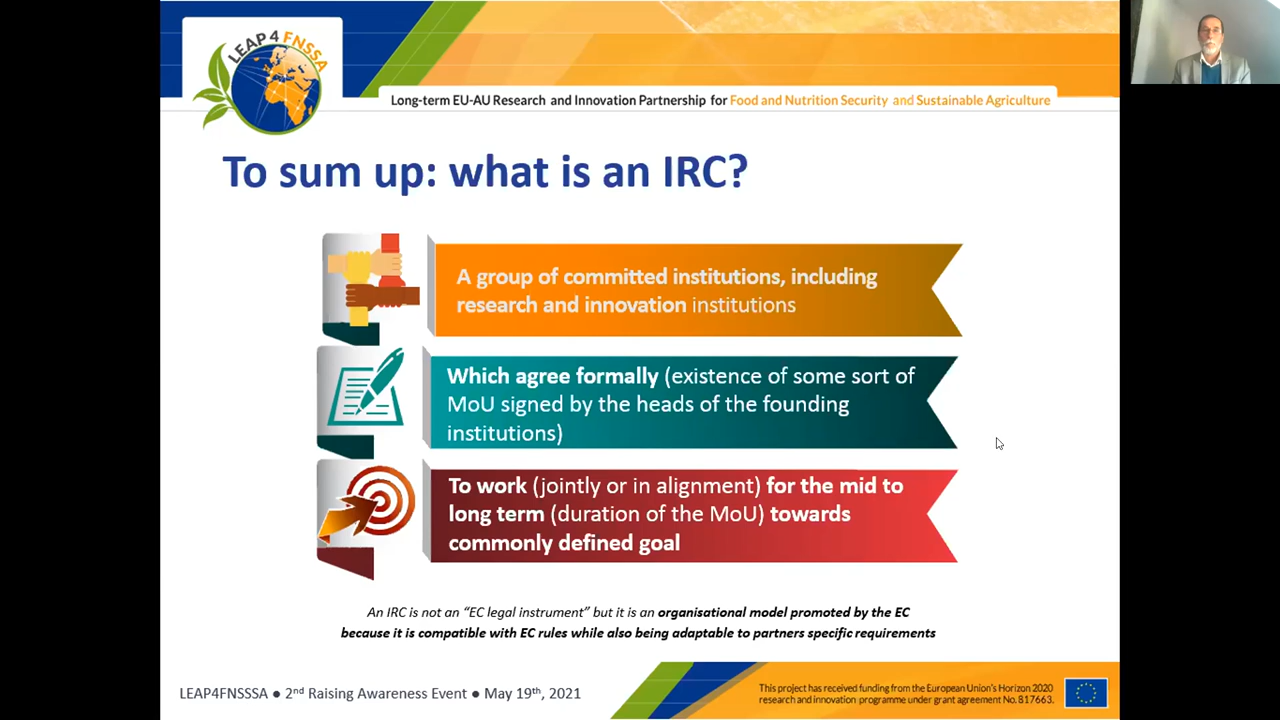 LEAP 4 FNSSA
Long-term EU-AU Research and Innovation Partnership for Food and Nutrition Security and Sustainable Agriculture
To sum up: what is an IRC?
A group of committed institutions, including
research and innovation institutions
Which agree formally (existence of some sort of
MoU signed by the heads of the founding
institutions)
To work (jointly or in alignment) for the mid to
long term (duration of the MoU) towards
commonly defined goal
An IRC is not an “EC legal instrument” but it is an organisational model promoted by the EC
because it is compatible with EC rules while also being adaptable to partners specific requirements
LEAP4FNSSSA ● 2nd Raising Awareness Event ● May 19th, 2021
This project has received funding from the European Union's Horizon 2020
research and innovation programme under grant agreement No. 817663.